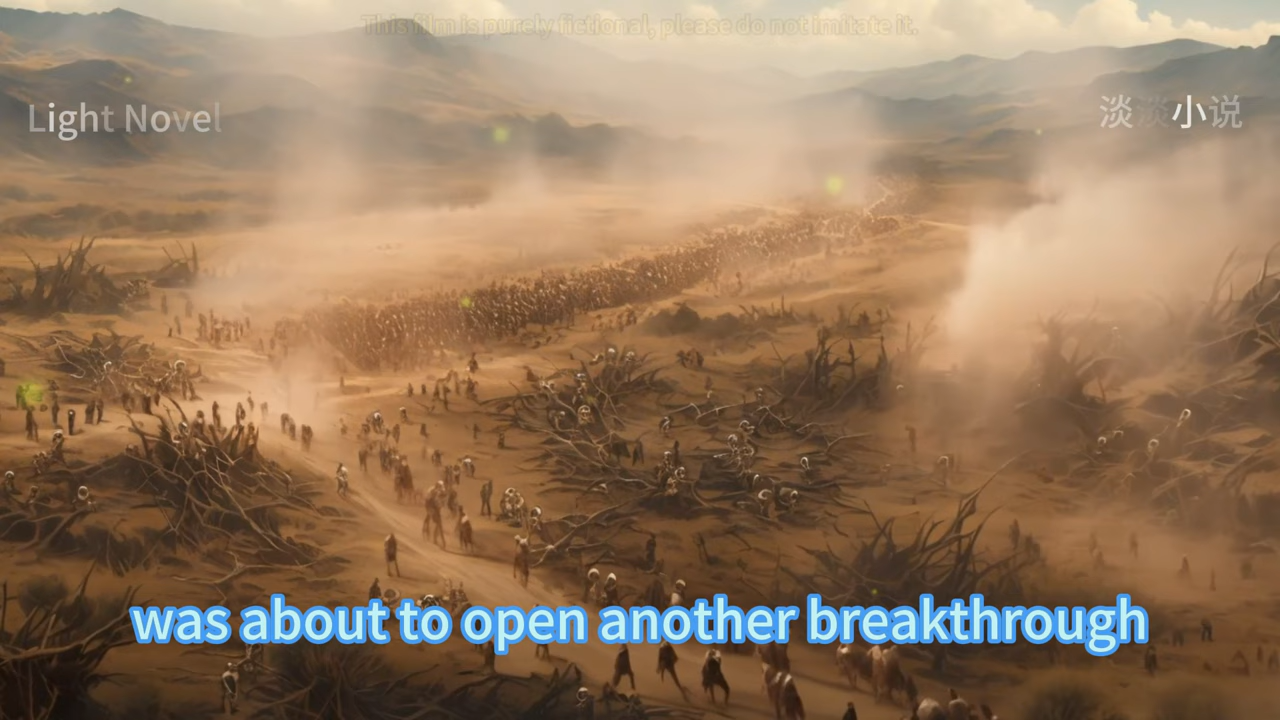 This film is purely fictional, please do not imitate it.
Light Novel
淡淡小说
was about to open another breakthrough